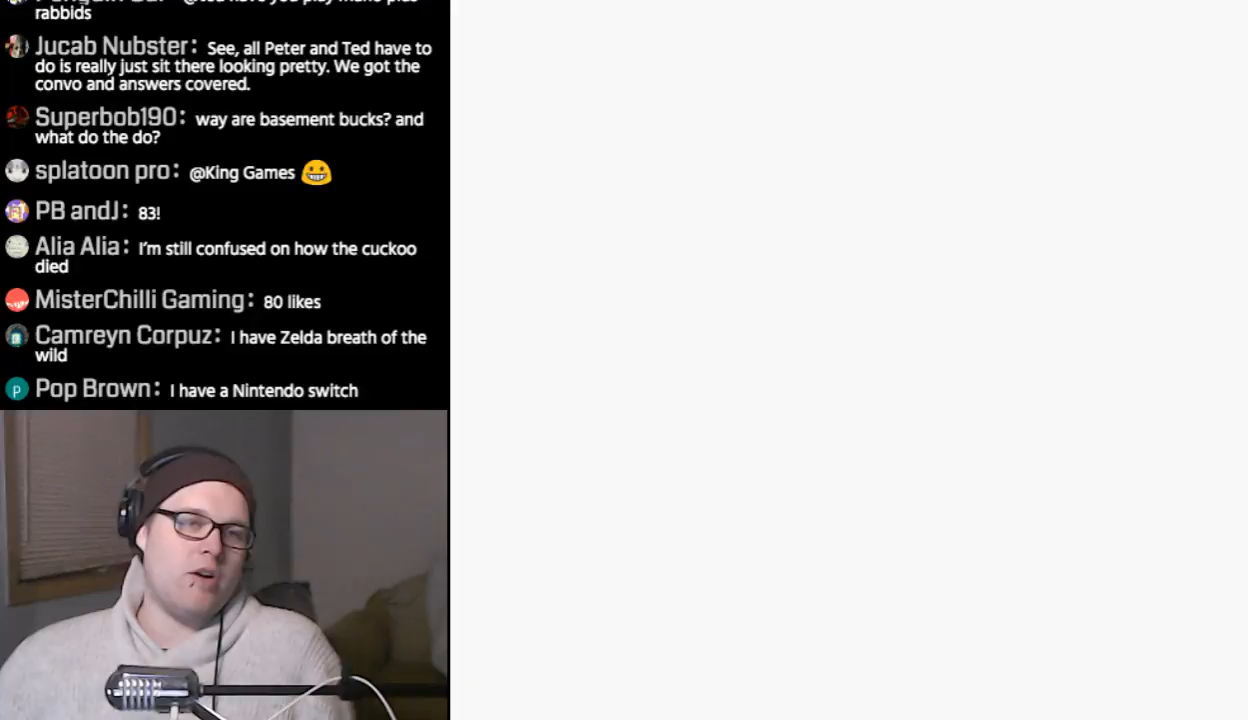 rabbids
Jucab Nubster: See, all Peter and Ted have to
do is really just sit there looking pretty. We got the
convo and answers covered.
Superbob190: way are basement bucks? and
what do the do?
splatoon pro: @King Games 😀
PB andJ: 83!
Alia Alia: I'm still confused on how the cuckoo
died
MisterChilli Gaming: 80 likes
Camreyn Corpuz: I have Zelda breath of the
wild
p Pop Brown: I have a Nintendo switch